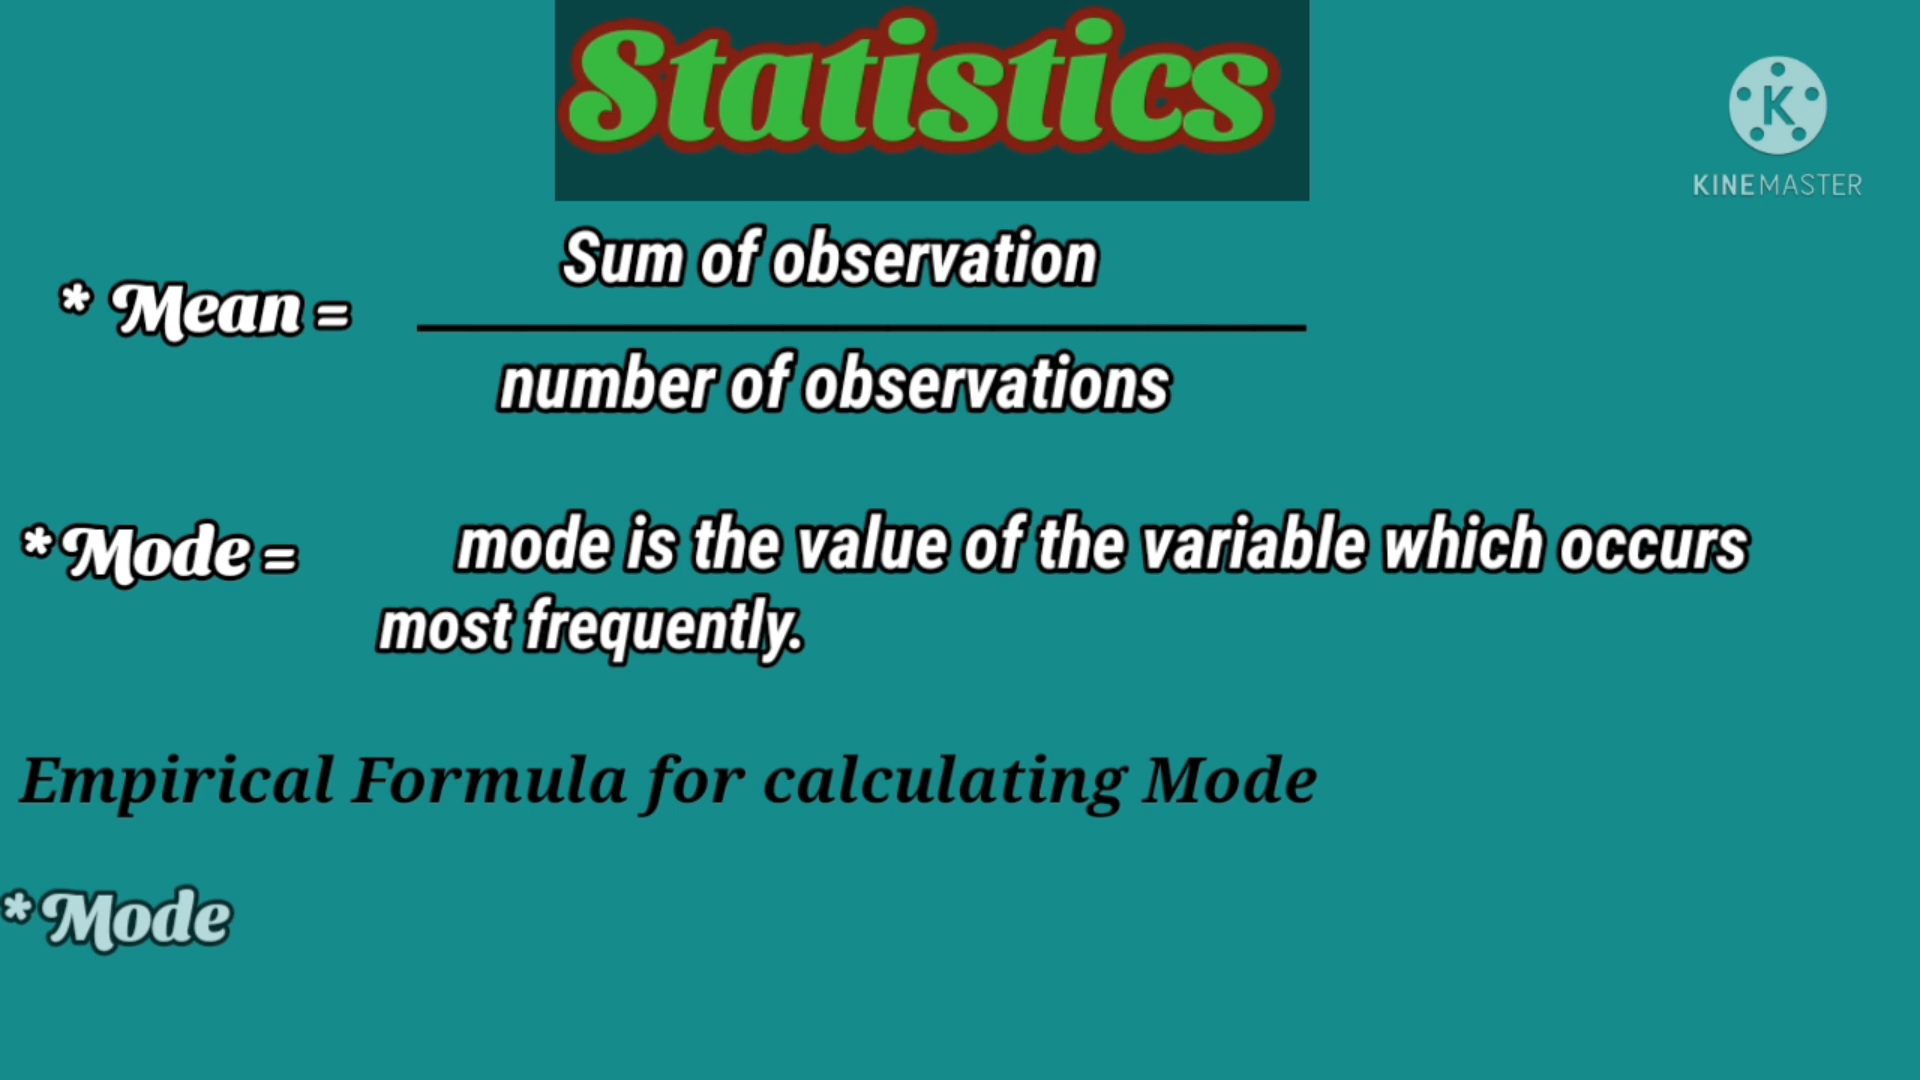 Statistics
K
KINEMASTER
Sum of observation
* Mean =
number of observations
* Mode = mode is the value of the variable which occurs
most frequently.
Empirical Formula for calculating Mode
* Mode